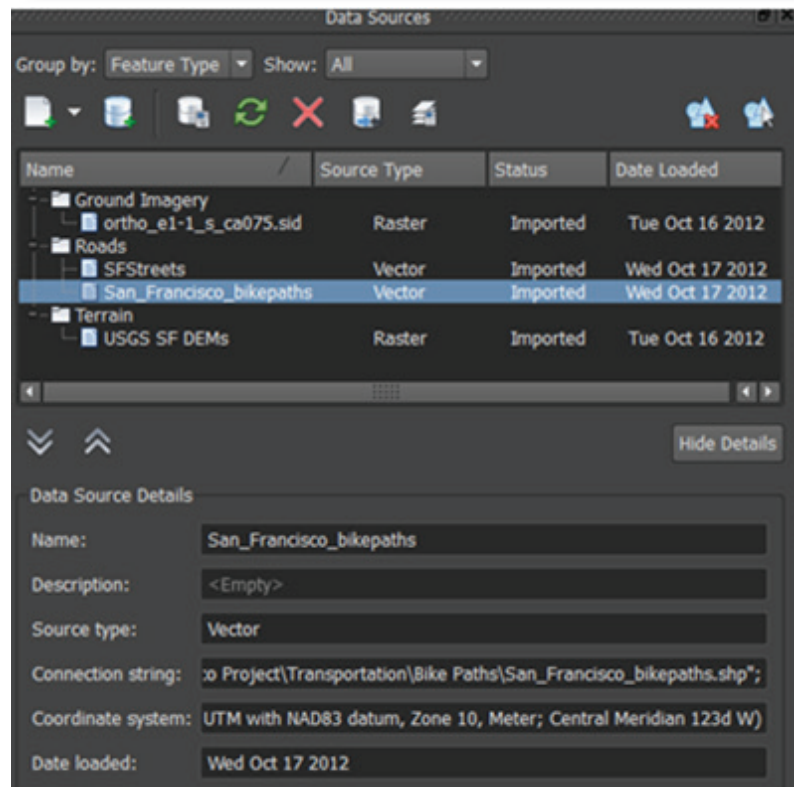 Data Sources
Group by: Feature Type Show: All
Name Source Type Status Date Loaded
Ground Imagery
ortho_e1-1_s_ca075.sid Raster Imported Tue Oct 16 2012
Roads
SFStreets Vector Imported Wed Oct 17 2012
San_Francisco_bikepaths Vector Imported Wed Oct 17 2012
Terrain
USGS SF DEMs Raster Imported Tue Oct 16 2012
Hide Details
Data Source Details
Name: San_Francisco_bikepaths
Description: <Empty>
Source type: Vector
Connection string: :o Project\Transportation\Bike Paths\San_Francisco_bikepaths.shp";
Coordinate system: UTM with NAD83 datum, Zone 10, Meter; Central Meridian 123d W)
Date loaded: Wed Oct 17 2012